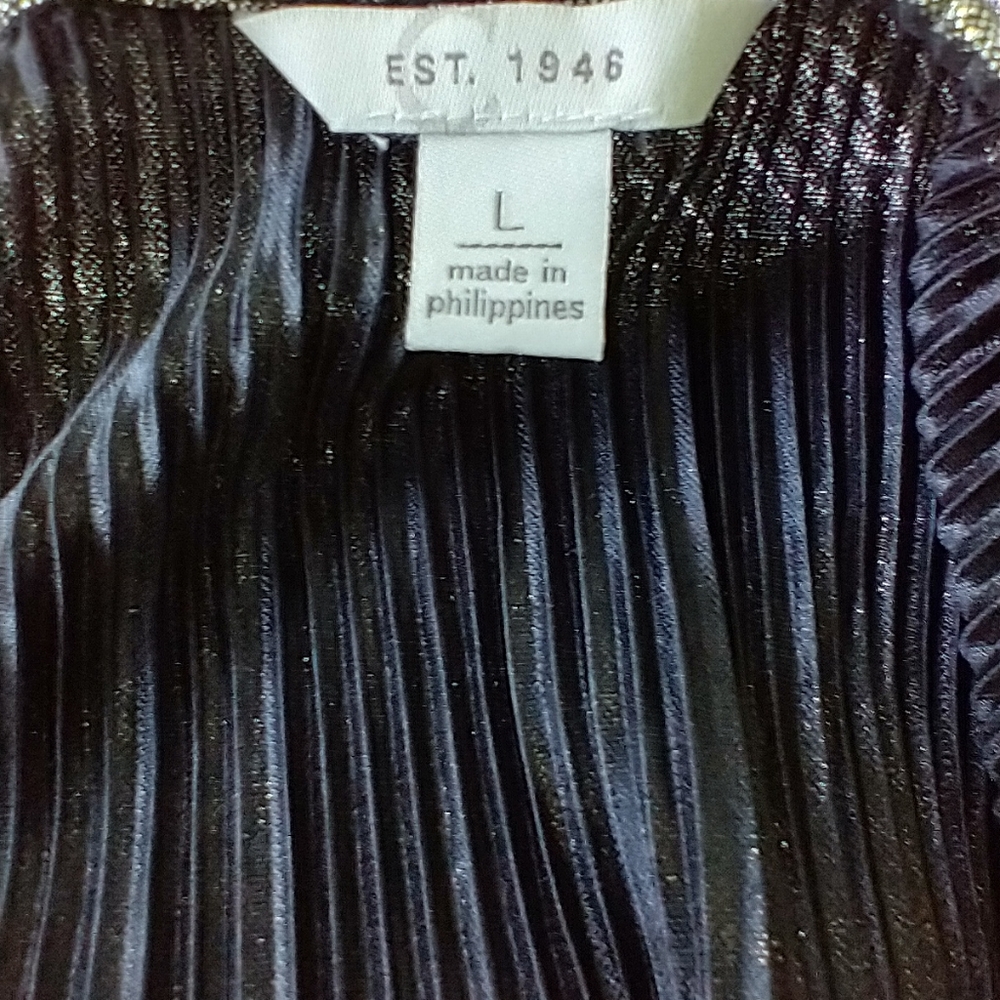 EST. 1946
L
made in
philippines